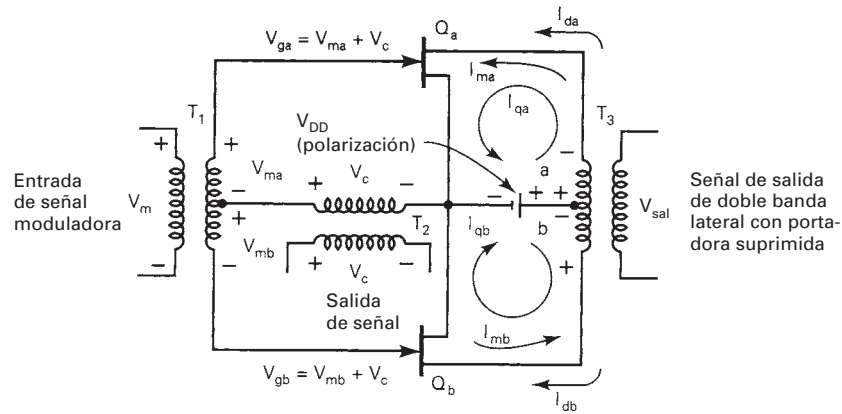 I_da
V_ga = V_ma + V_c
Q_a
I_ma
I_qa
T_1
V_DD
(polarización)
T_3
Entrada
de señal
moduladora
+
V_m
−
+
V_ma
−
+
V_mb
−
+ V_c −
T_2
+ V_c −
Salida
de señal
a
− + +
b
−
−
+
I_qb
I_mb
V_sal
Señal de salida
de doble banda
lateral con porta-
dora suprimida
V_gb = V_mb + V_c
Q_b
I_db